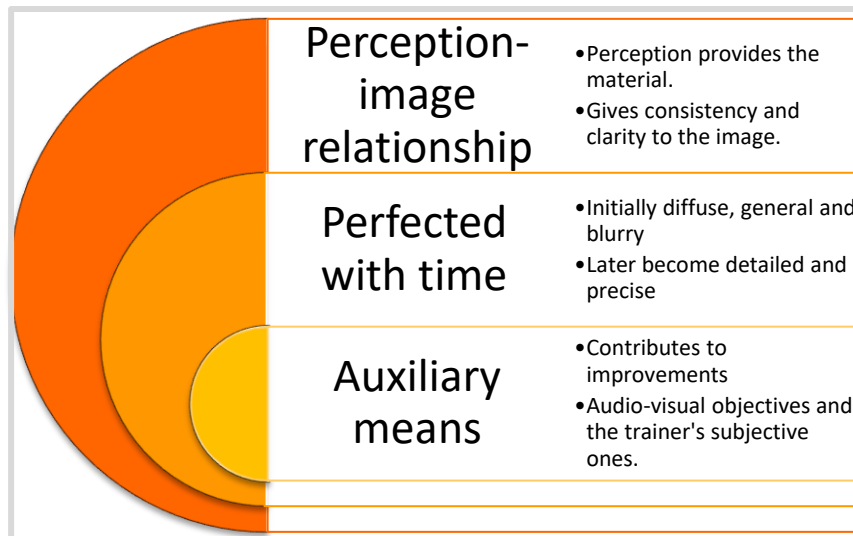 Perception-
image
relationship
•Perception provides the
material.
•Gives consistency and
clarity to the image.
Perfected
with time
•Initially diffuse, general and
blurry
•Later become detailed and
precise
Auxiliary
means
•Contributes to
improvements
•Audio-visual objectives and
the trainer's subjective
ones.